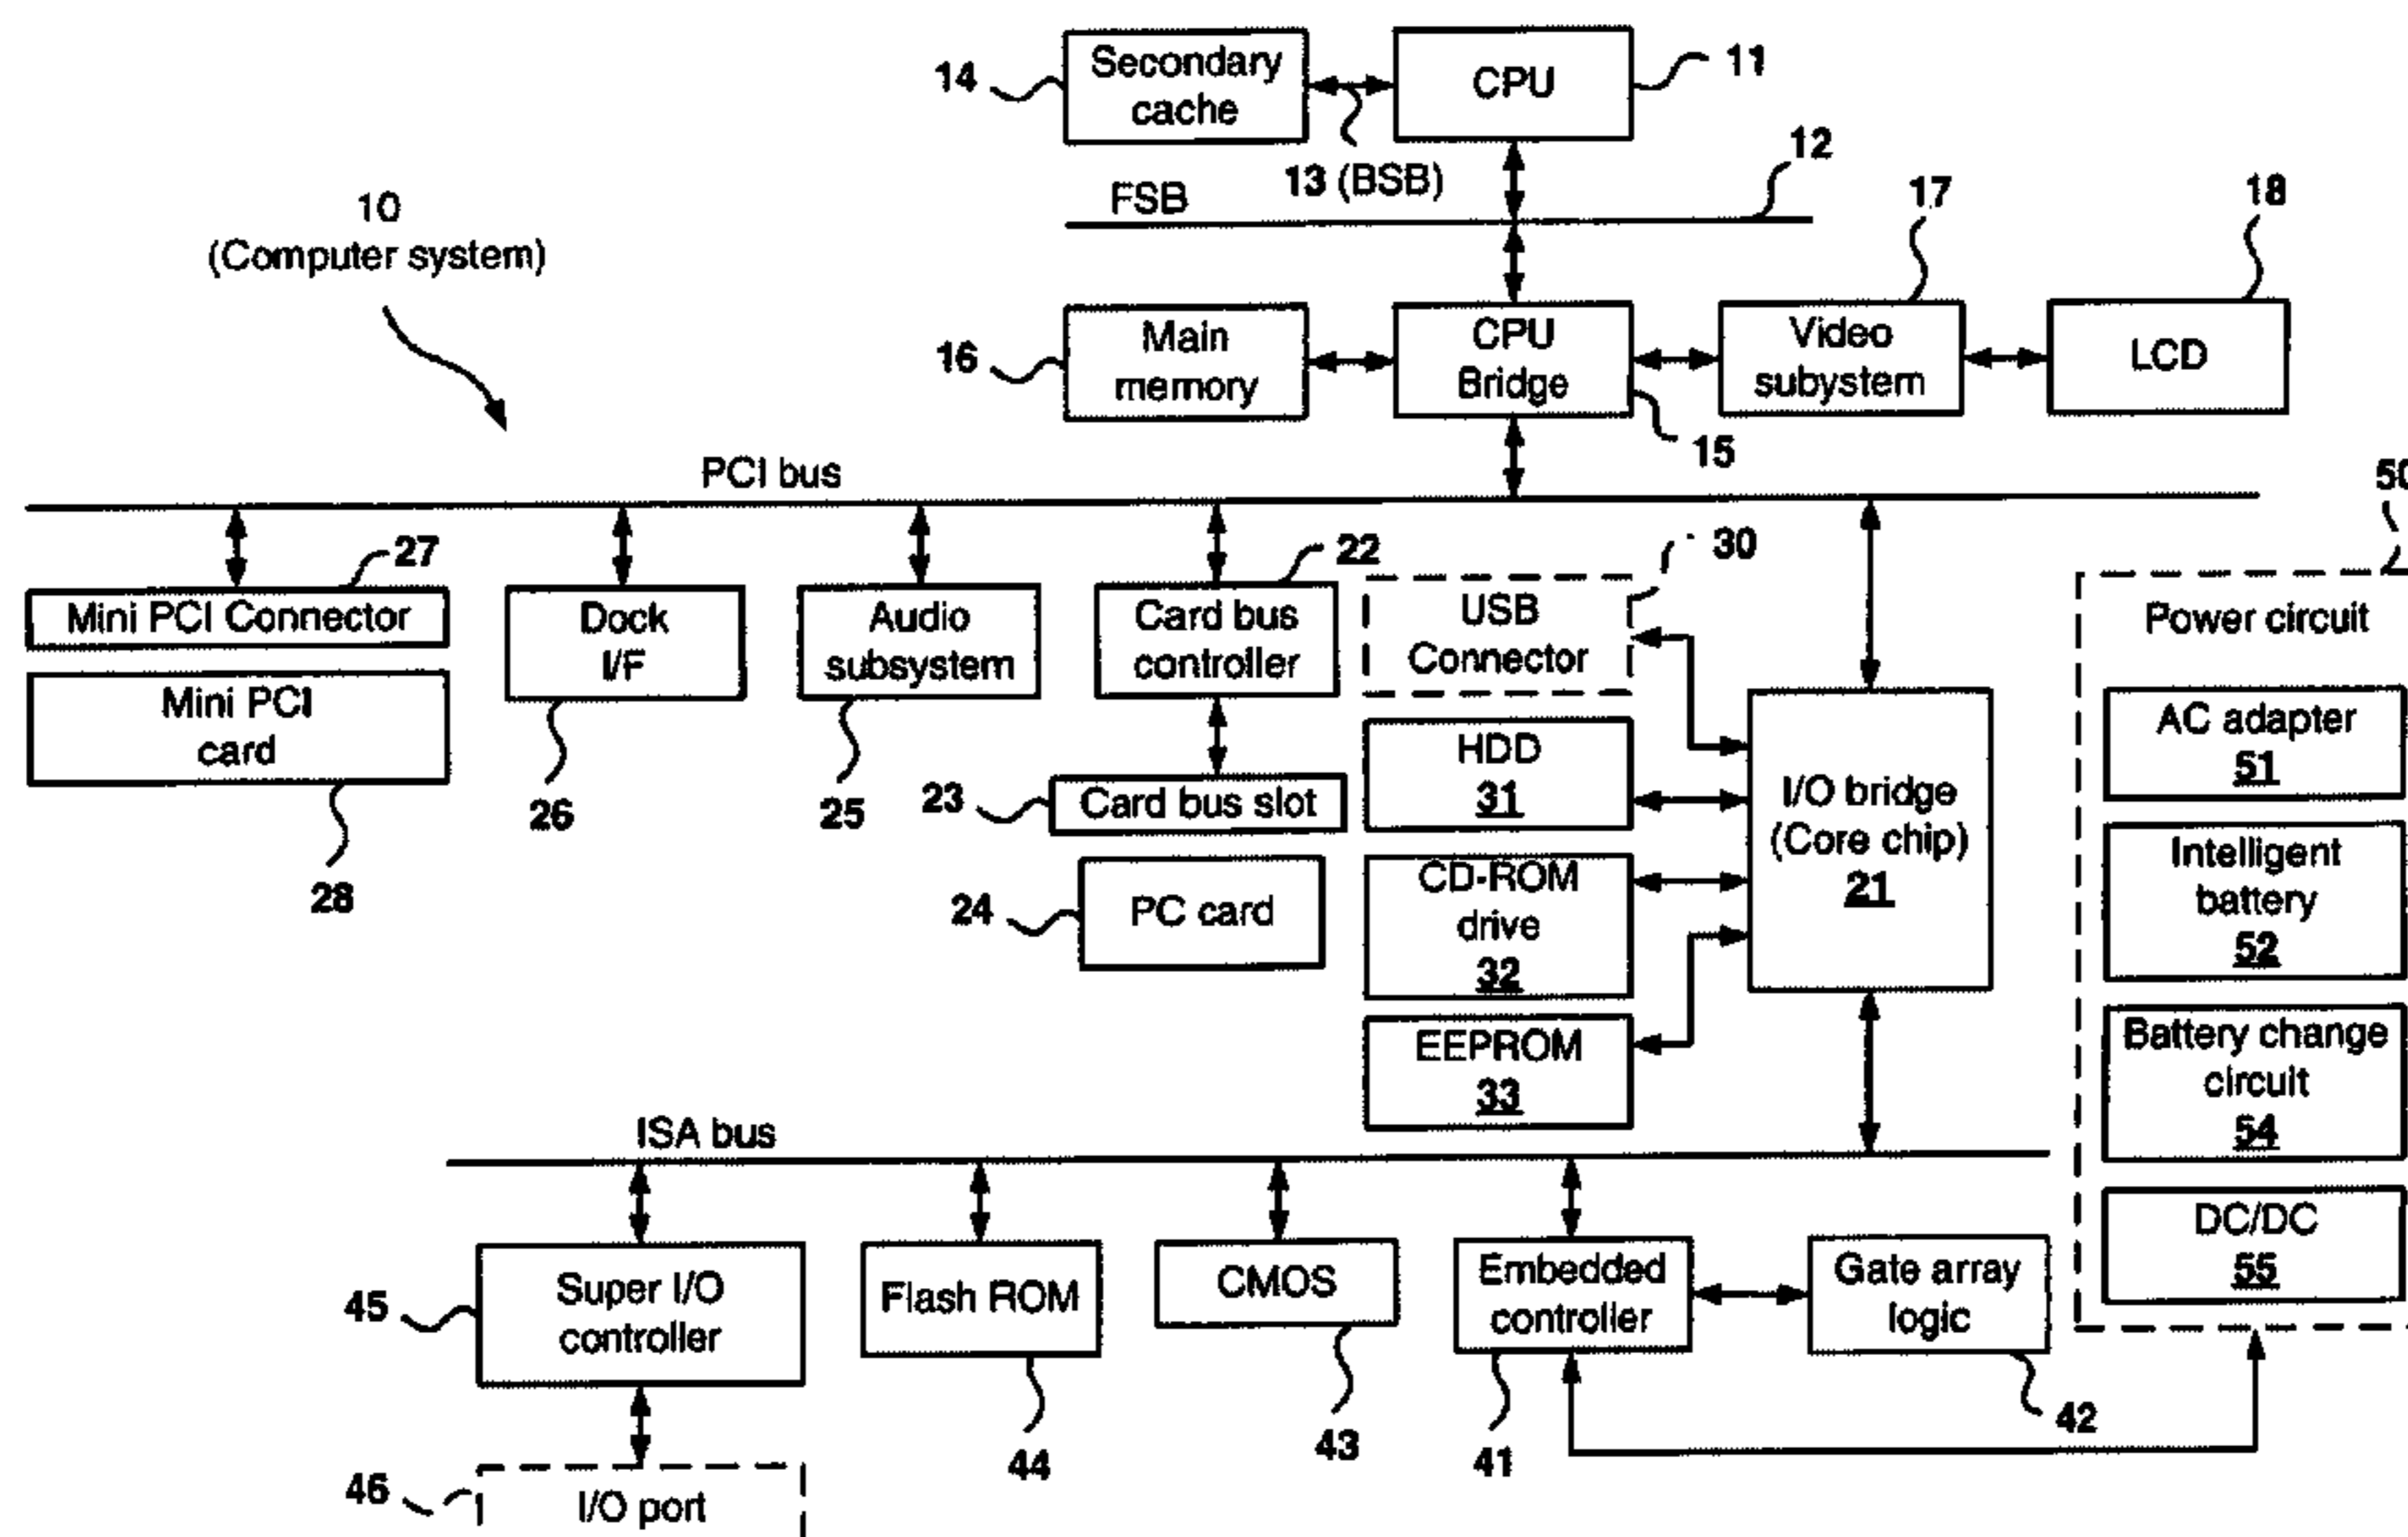 14
Secondary
cache
CPU
11
13 (BSB)
FSB
12
10
(Computer system)
17
18
16
Main
memory
CPU
Bridge
Video
subystem
LCD
15
PCI bus
50
27
Mini PCI Connector
Mini PCI
card
28
Dock
I/F
26
Audio
subsystem
25
22
Card bus
controller
23
Card bus slot
24
PC card
30
USB
Connector
HDD
31
CD-ROM
drive
32
EEPROM
33
I/O bridge
(Core chip)
21
Power circuit
AC adapter
51
Intelligent
battery
52
Battery change
circuit
54
DC/DC
55
ISA bus
45
Super I/O
controller
Flash ROM
44
CMOS
43
Embedded
controller
41
Gate array
logic
42
46
I/O port